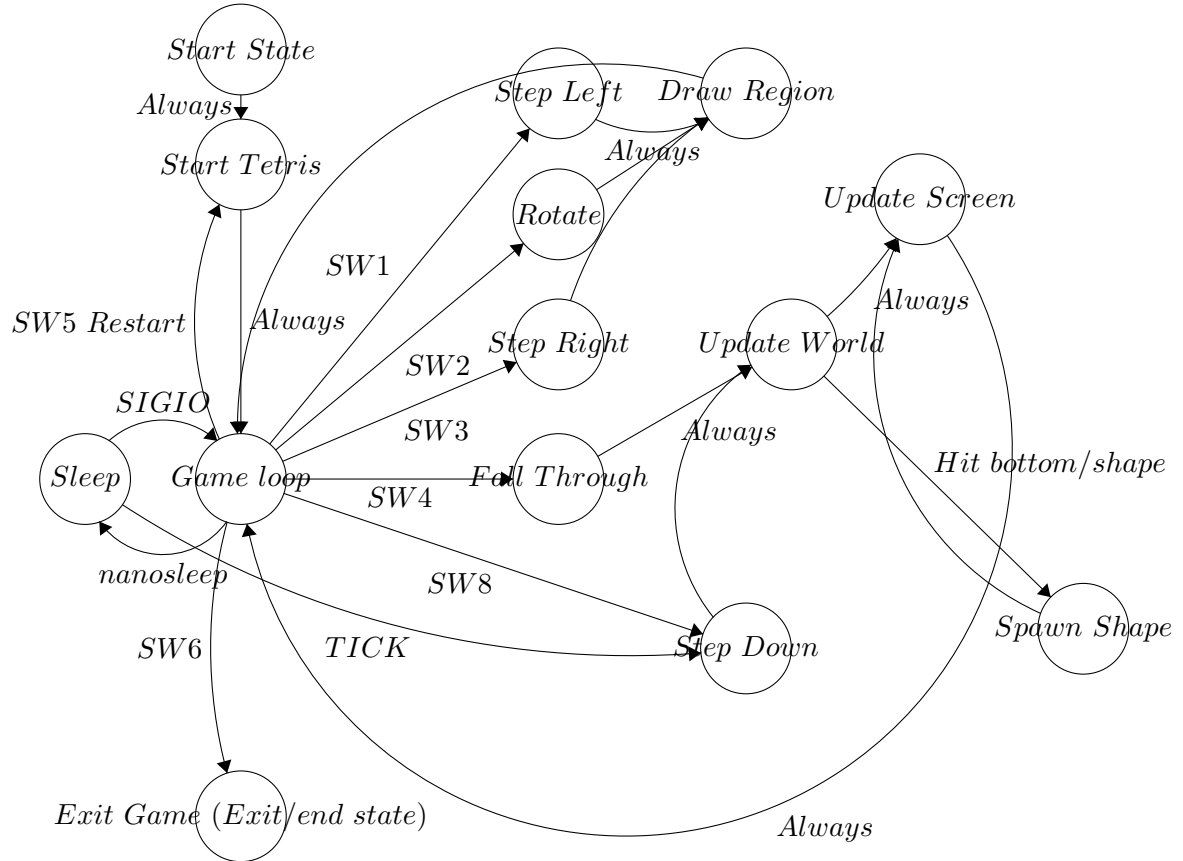 Start State
Always
Start Tetris
Step Left
Draw Region
Always
Update Screen
Rotate
SW1
SW5 Restart
Always
Always
Step Right
Update World
SW2
SIGIO
SW3
Always
Hit bottom/shape
Sleep
Game loop
SW4
Fall Through
nanosleep
SW8
Spawn Shape
SW6
TICK
Step Down
Exit Game (Exit/end state)
Always